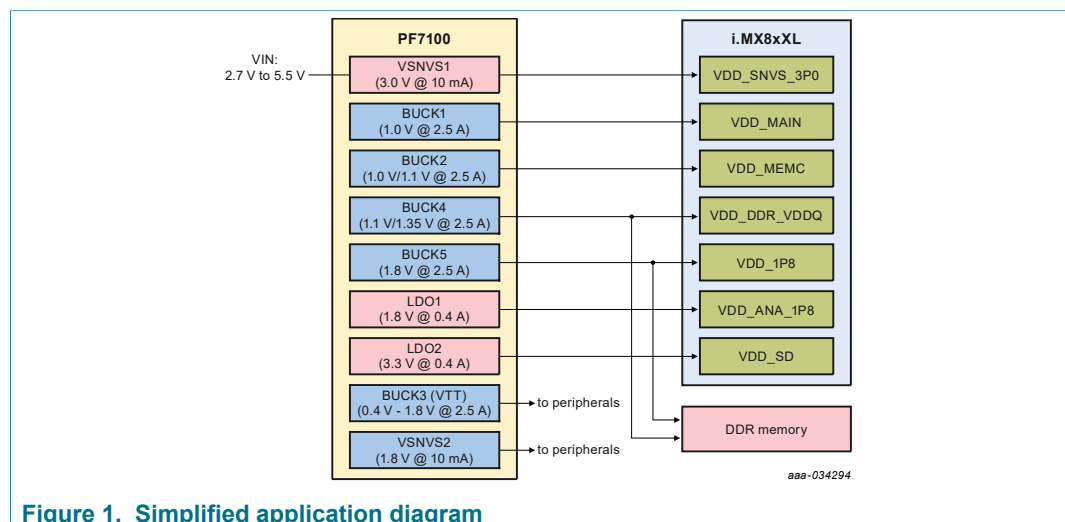 PF7100
i.MX8xXL
VIN:
2.7 V to 5.5 V
VSNVS1
(3.0 V @ 10 mA)
VDD_SNVS_3P0
BUCK1
(1.0 V @ 2.5 A)
VDD_MAIN
BUCK2
(1.0 V/1.1 V @ 2.5 A)
VDD_MEMC
BUCK4
(1.1 V/1.35 V @ 2.5 A)
VDD_DDR_VDDQ
BUCK5
(1.8 V @ 2.5 A)
VDD_1P8
LDO1
(1.8 V @ 0.4 A)
VDD_ANA_1P8
LDO2
(3.3 V @ 0.4 A)
VDD_SD
BUCK3 (VTT)
(0.4 V - 1.8 V @ 2.5 A)
to peripherals
DDR memory
VSNVS2
(1.8 V @ 10 mA)
to peripherals
aaa-034294
Figure 1. Simplified application diagram